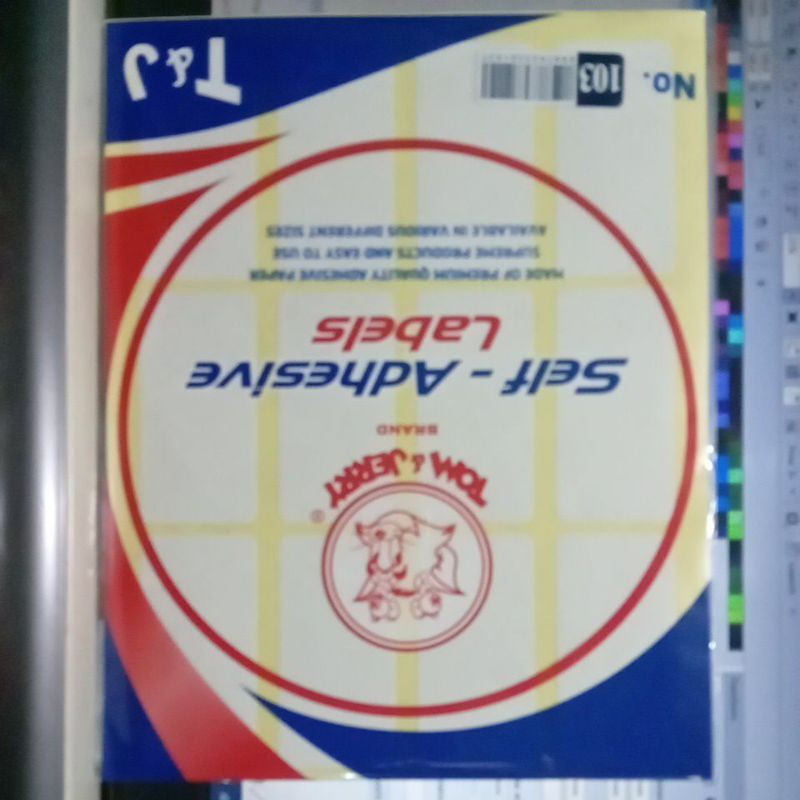 TOM & JERRY
®
BRAND
Self - Adhesive
Labels
MADE OF PREMIUM QUALITY ADHESIVE PAPER
SUPREME PRODUCTS AND EASY TO USE
AVAILABLE IN VARIOUS DIFFERENT SIZES
No. 103
T & J